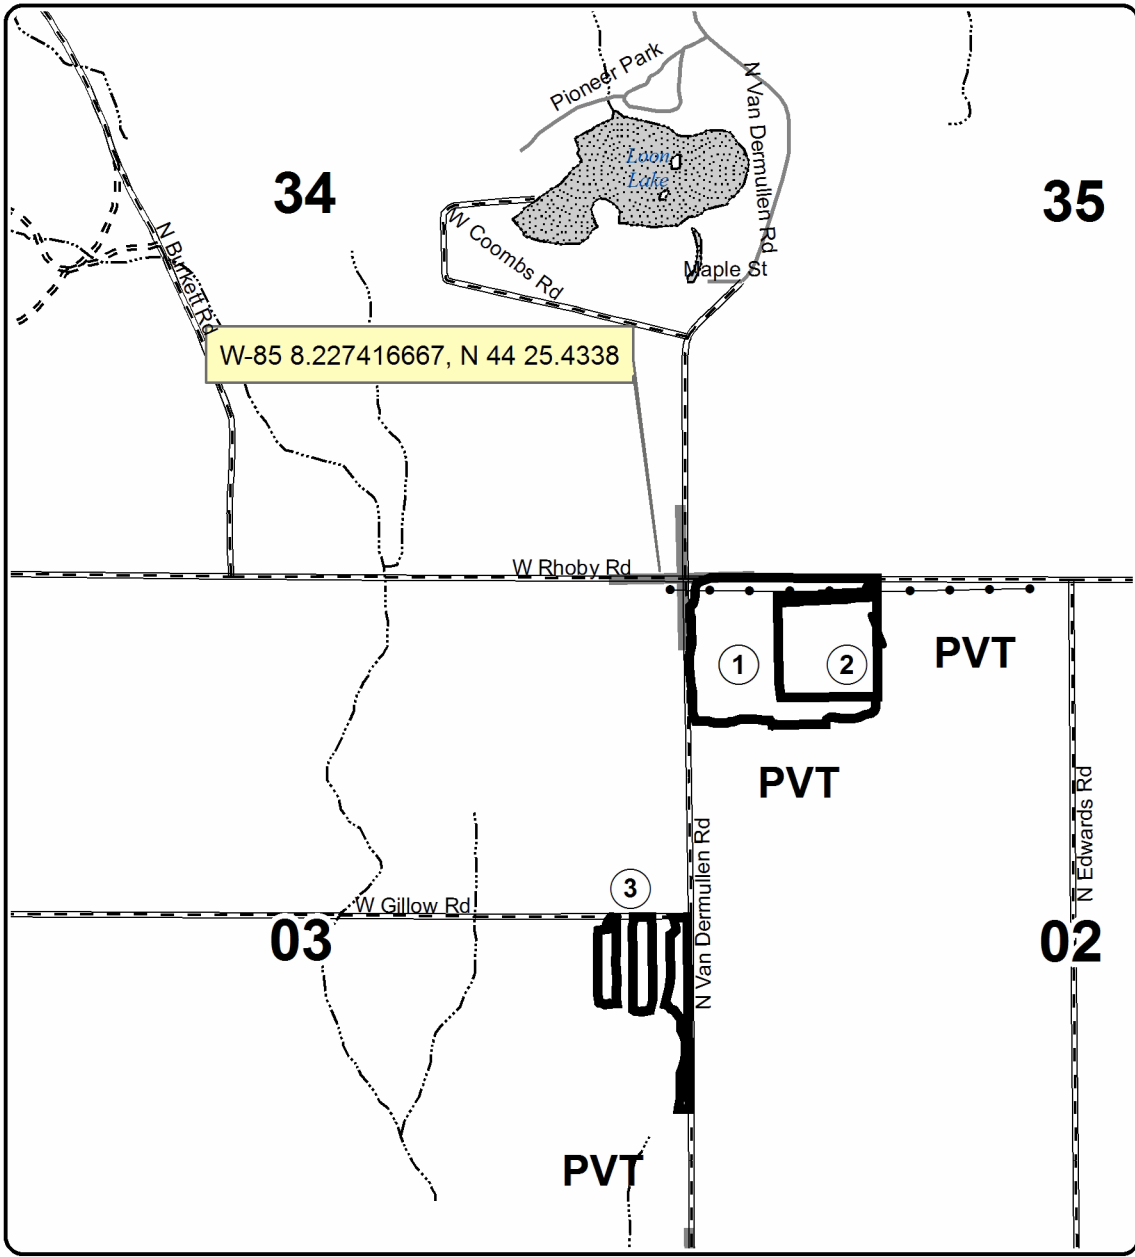 Pioneer Park
N Van Dermullen Rd
34
35
Loon
Lake
W Coombs Rd
N Burkett Rd
Maple St
W-85 8.227416667, N 44 25.4338
W Rhoby Rd
PVT
1
2
PVT
N Edwards Rd
N Van Dermullen Rd
3
W Gillow Rd
03
02
PVT